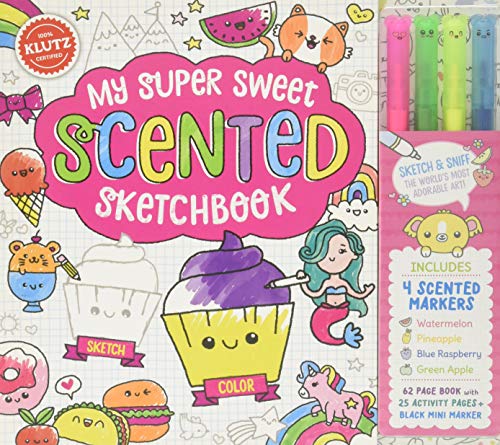 100%
KLUTZ
CERTIFIED
MY SUPER SWEET
SCENTED
SKETCHBOOK
SKETCH
COLOR
SKETCH & SNIFF
THE WORLD'S MOST
ADORABLE ART!
INCLUDES
4 SCENTED
MARKERS
Watermelon
Pineapple
Blue Raspberry
Green Apple
62 PAGE BOOK with
25 ACTIVITY PAGES +
BLACK MINI MARKER